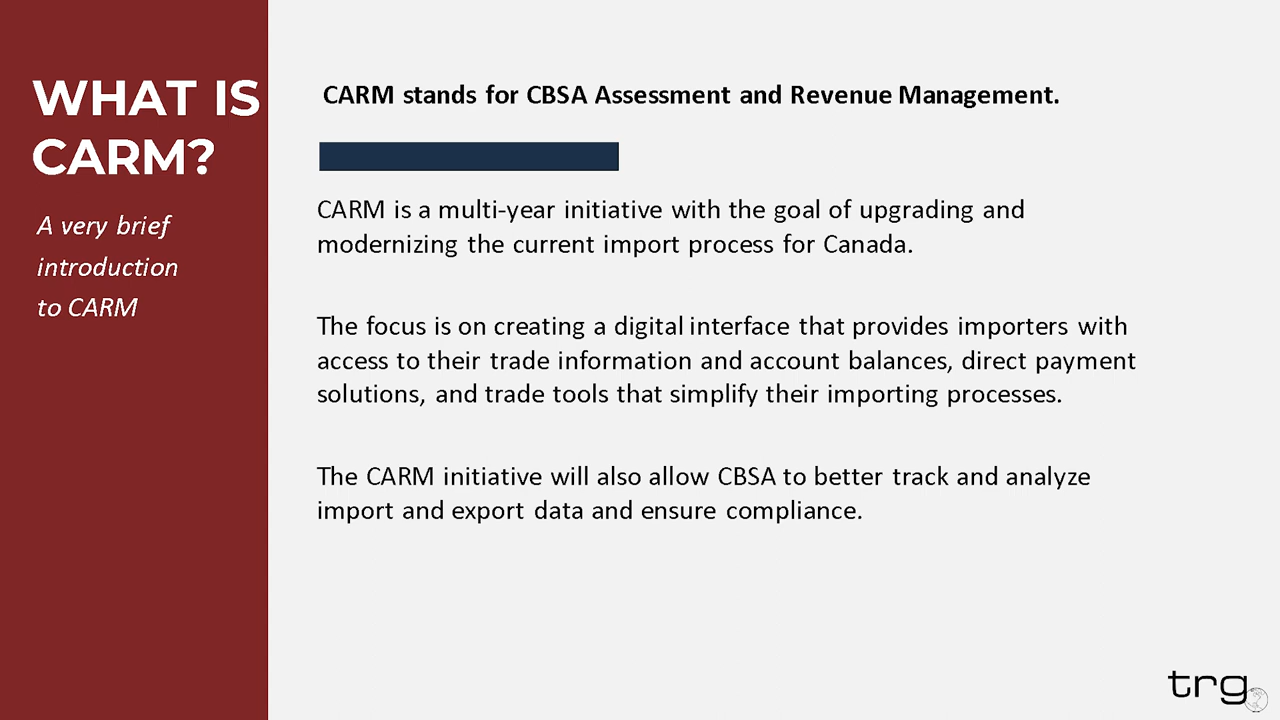 WHAT IS
CARM?
A very brief
introduction
to CARM
CARM stands for CBSA Assessment and Revenue Management.
CARM is a multi-year initiative with the goal of upgrading and
modernizing the current import process for Canada.
The focus is on creating a digital interface that provides importers with
access to their trade information and account balances, direct payment
solutions, and trade tools that simplify their importing processes.
The CARM initiative will also allow CBSA to better track and analyze
import and export data and ensure compliance.
trg